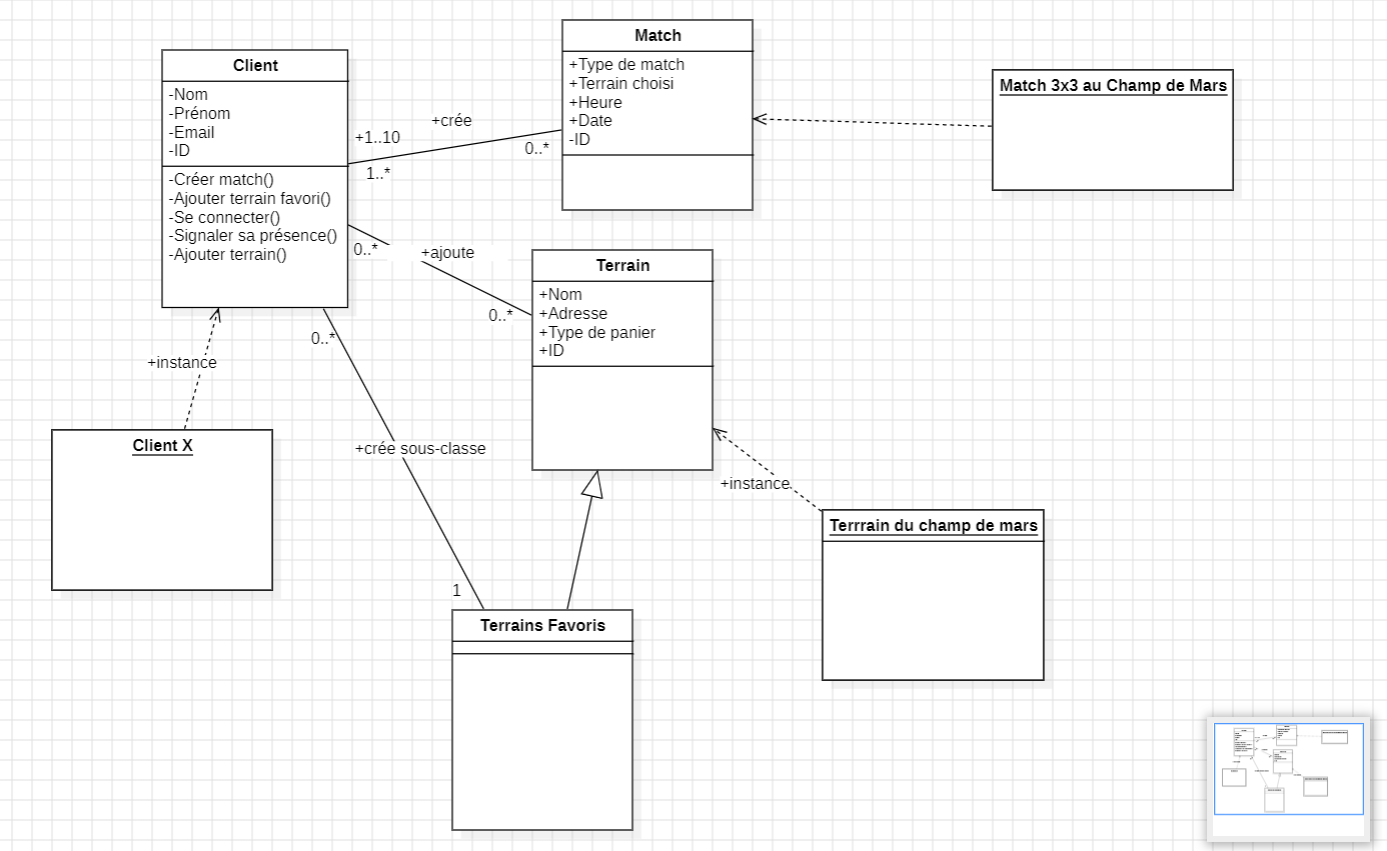 Client
-Nom
-Prénom
-Email
-ID
-Créer match()
-Ajouter terrain favori()
-Se connecter()
-Signaler sa présence()
-Ajouter terrain()
+1..10
+crée
1..*
0..*
Match
+Type de match
+Terrain choisi
+Heure
+Date
-ID
Match 3x3 au Champ de Mars
0..*
+ajoute
0..*
Terrain
+Nom
+Adresse
+Type de panier
+ID
0..*
+instance
Client X
+crée sous-classe
1
+instance
Terrrain du champ de mars
Terrains Favoris